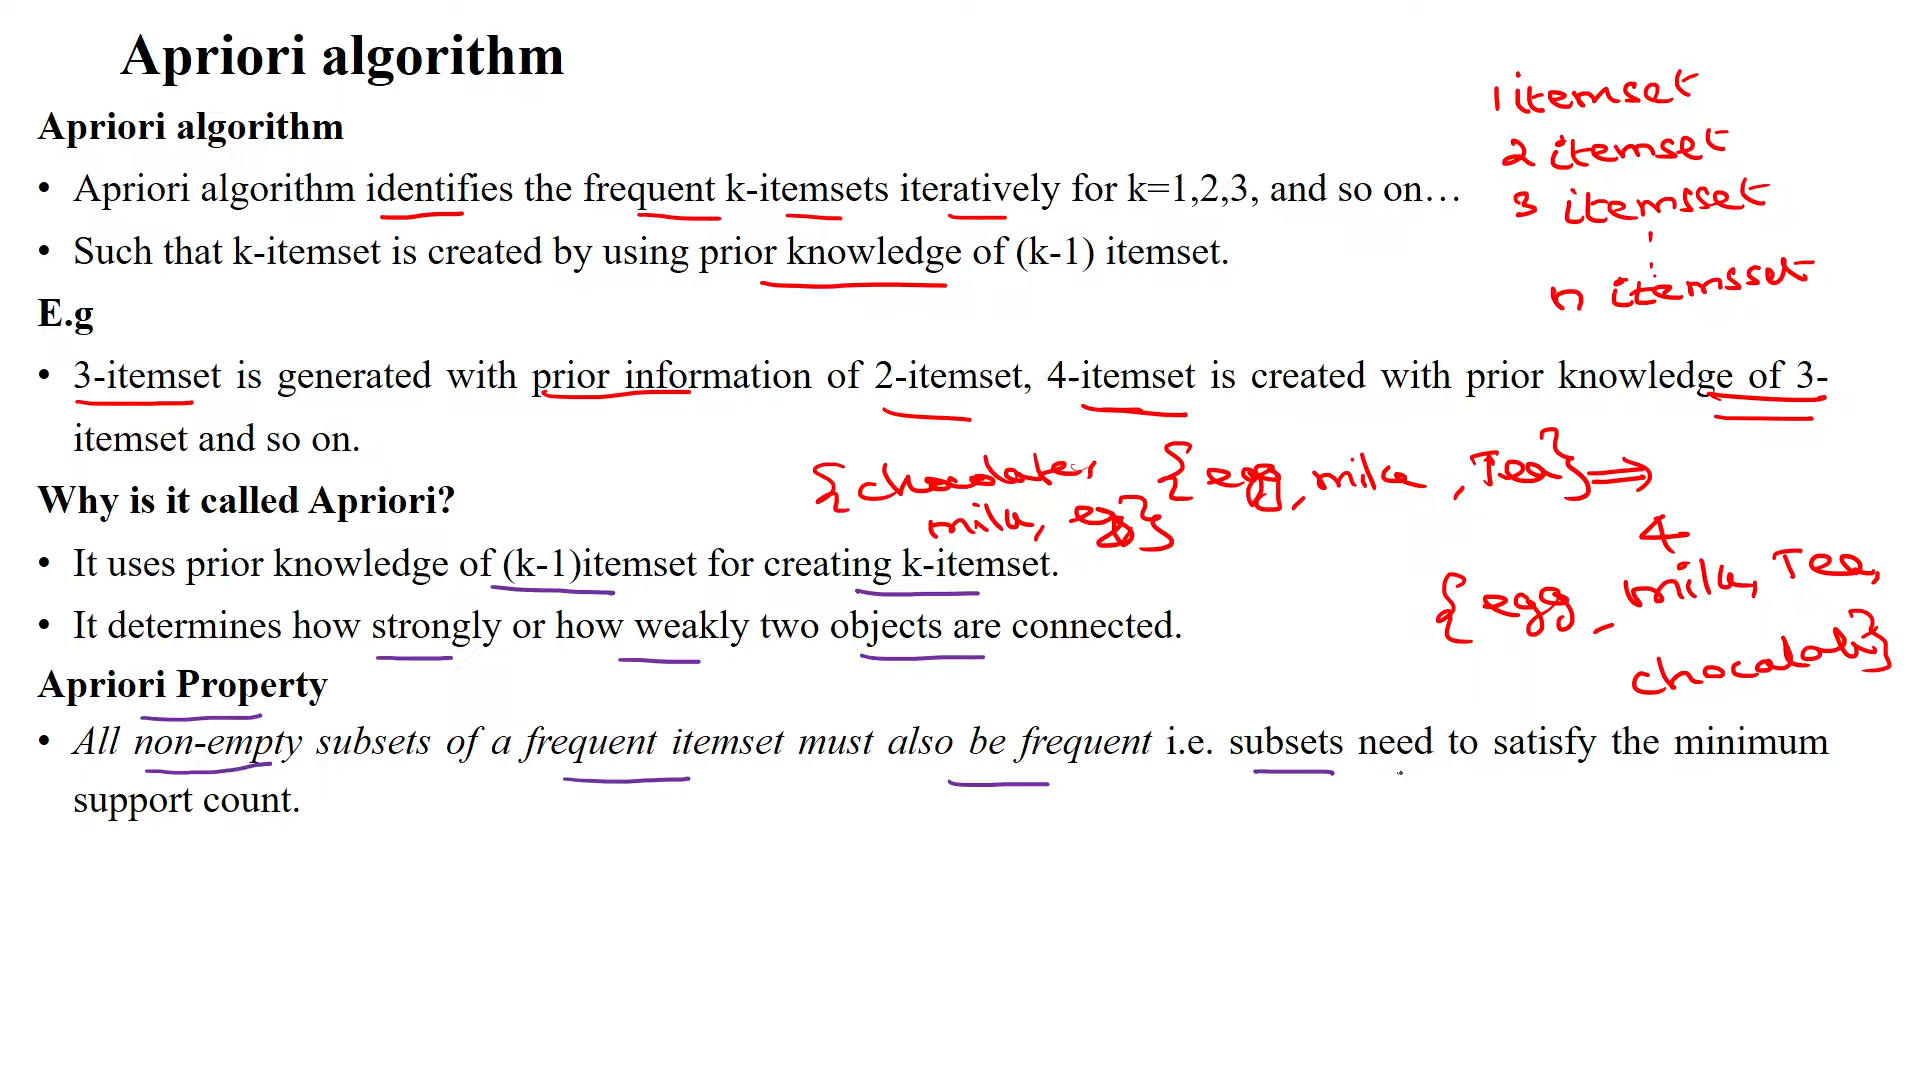 Apriori algorithm
1 itemset
2 itemset
3 itemsset
n itemsset
Apriori algorithm
• Apriori algorithm identifies the frequent k-itemsets iteratively for k=1,2,3, and so on…
• Such that k-itemset is created by using prior knowledge of (k-1) itemset.
E.g
• 3-itemset is generated with prior information of 2-itemset, 4-itemset is created with prior knowledge of 3-
itemset and so on.
{chocolate, 
milk, egg}
{egg, milk, Tea} ⇒
4
{egg, milk, Tea,
chocalate}
Why is it called Apriori?
• It uses prior knowledge of (k-1)itemset for creating k-itemset.
• It determines how strongly or how weakly two objects are connected.
Apriori Property
• All non-empty subsets of a frequent itemset must also be frequent i.e. subsets need to satisfy the minimum
support count.